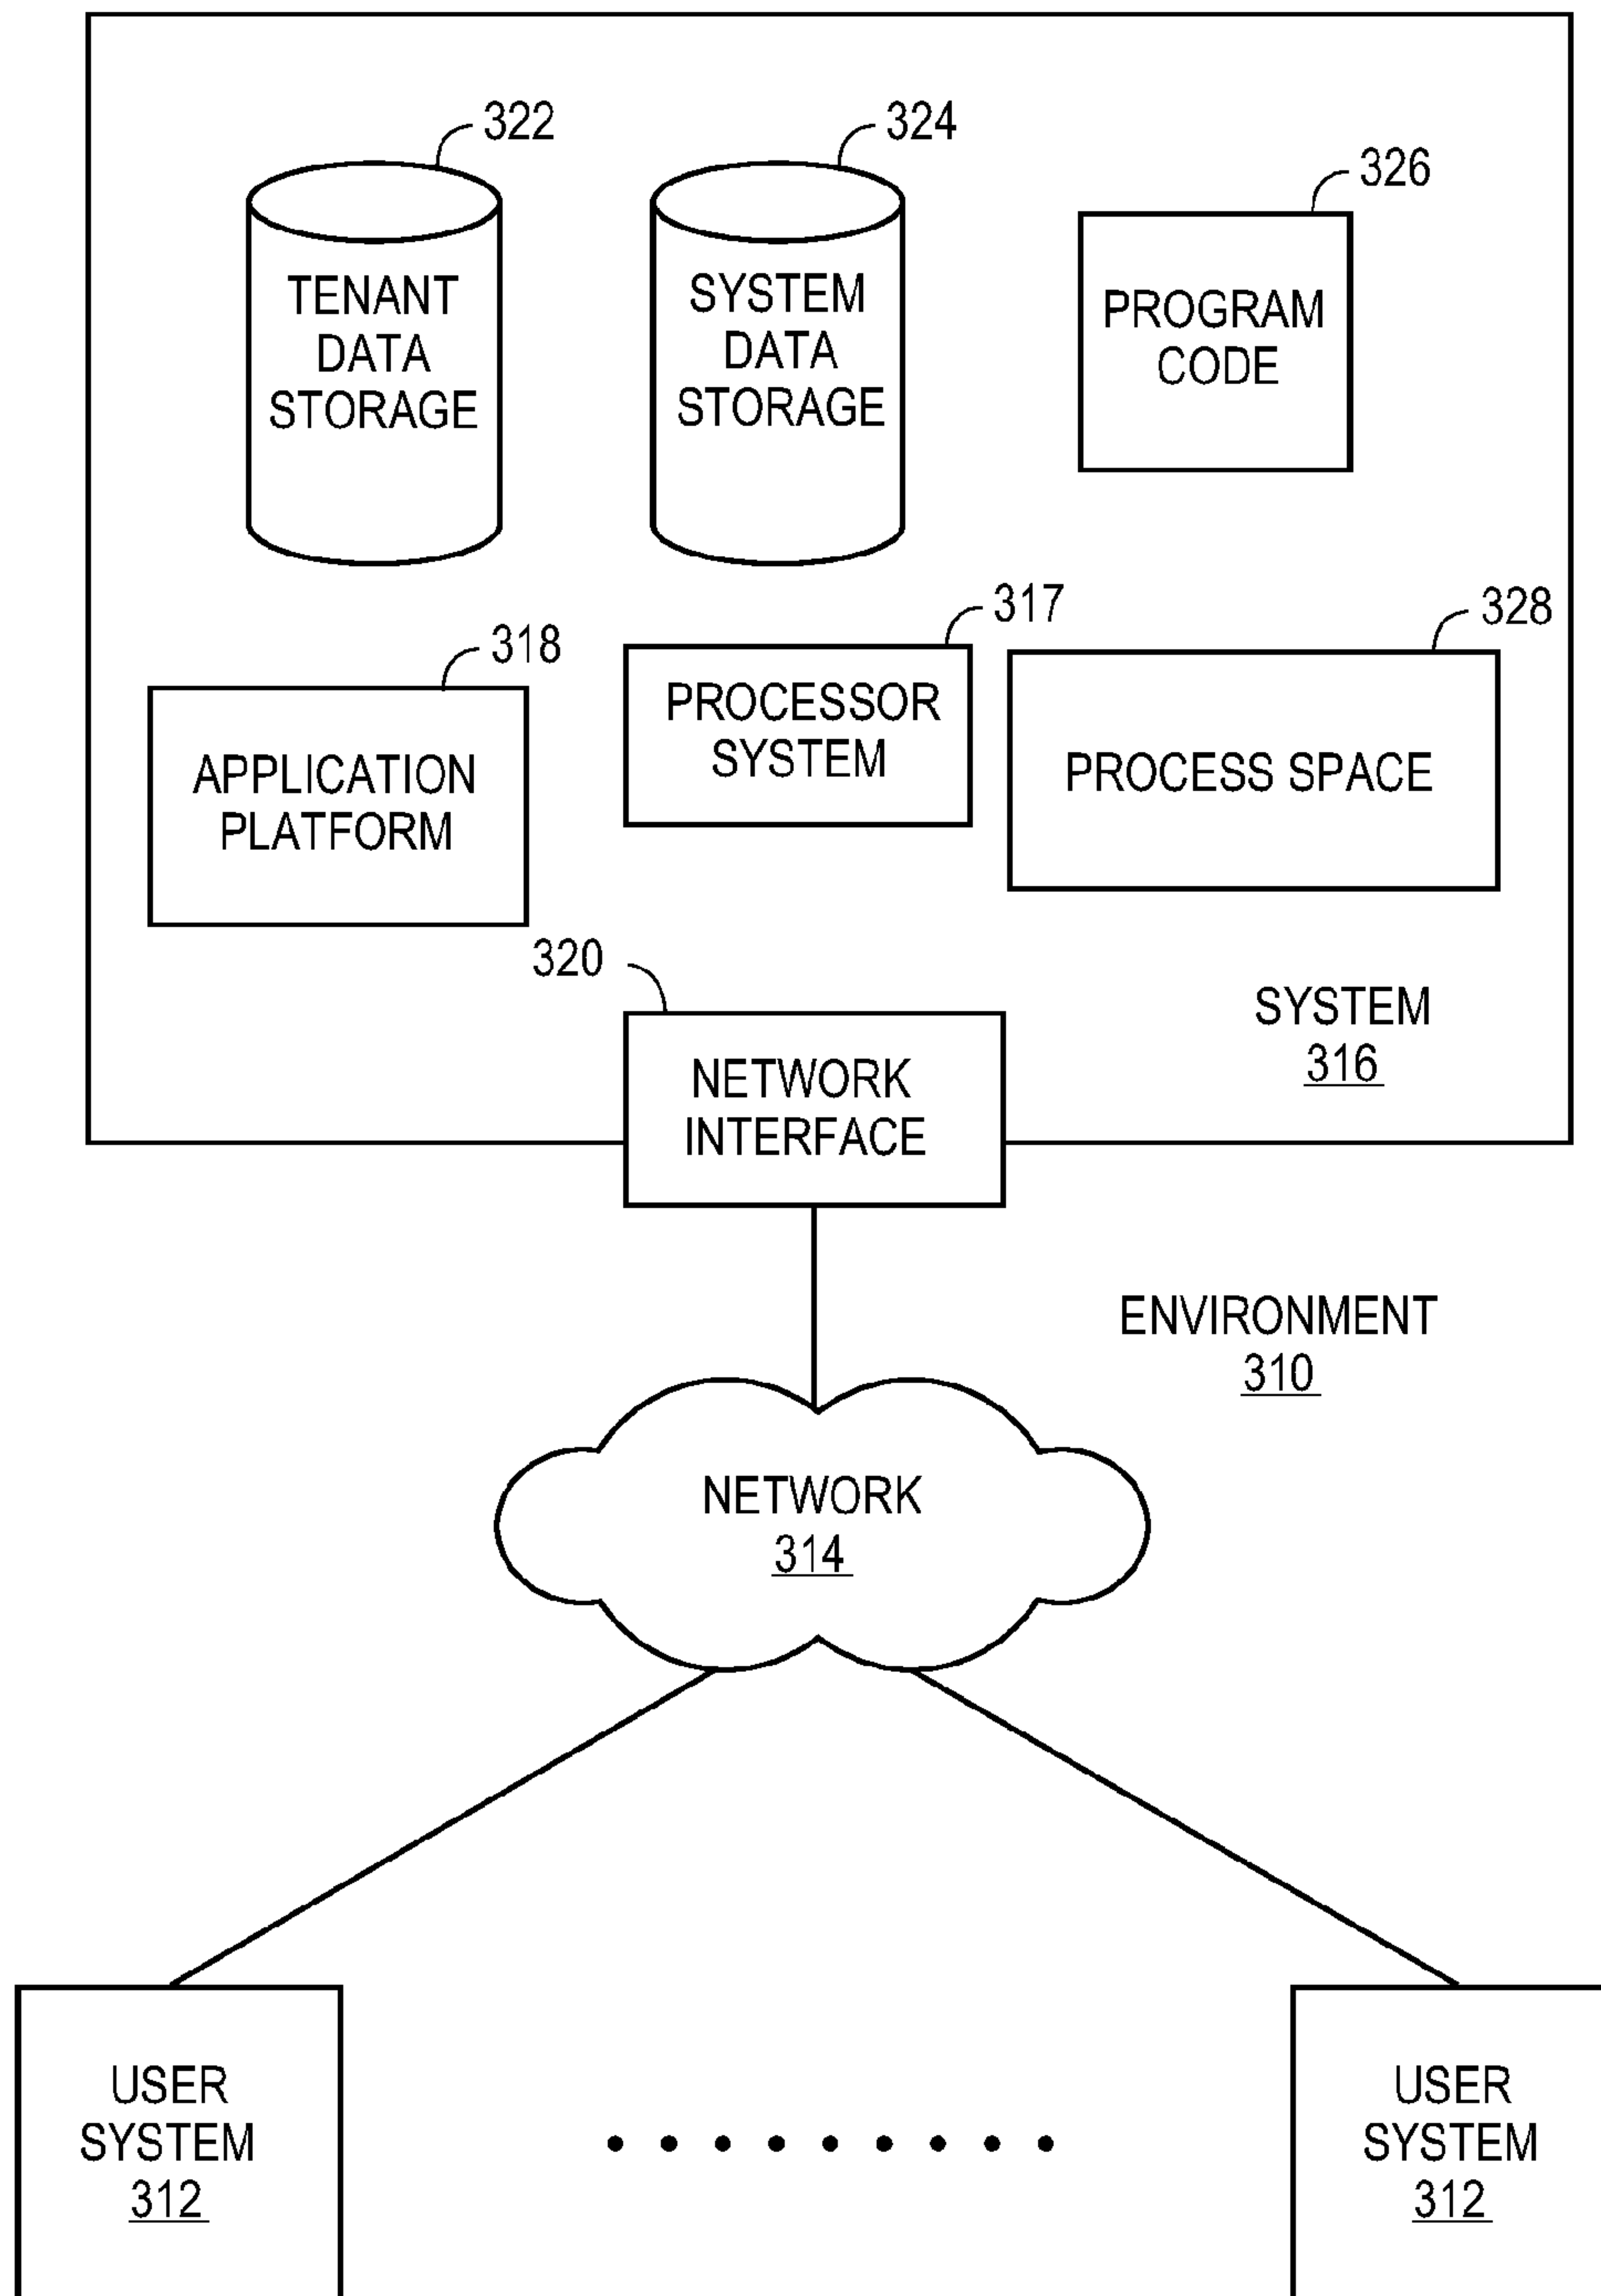 322
324
326
TENANT
DATA
STORAGE
SYSTEM
DATA
STORAGE
PROGRAM
CODE
318
317
328
APPLICATION
PLATFORM
PROCESSOR
SYSTEM
PROCESS SPACE
320
NETWORK
INTERFACE
SYSTEM
316
ENVIRONMENT
310
NETWORK
314
USER
SYSTEM
312
USER
SYSTEM
312